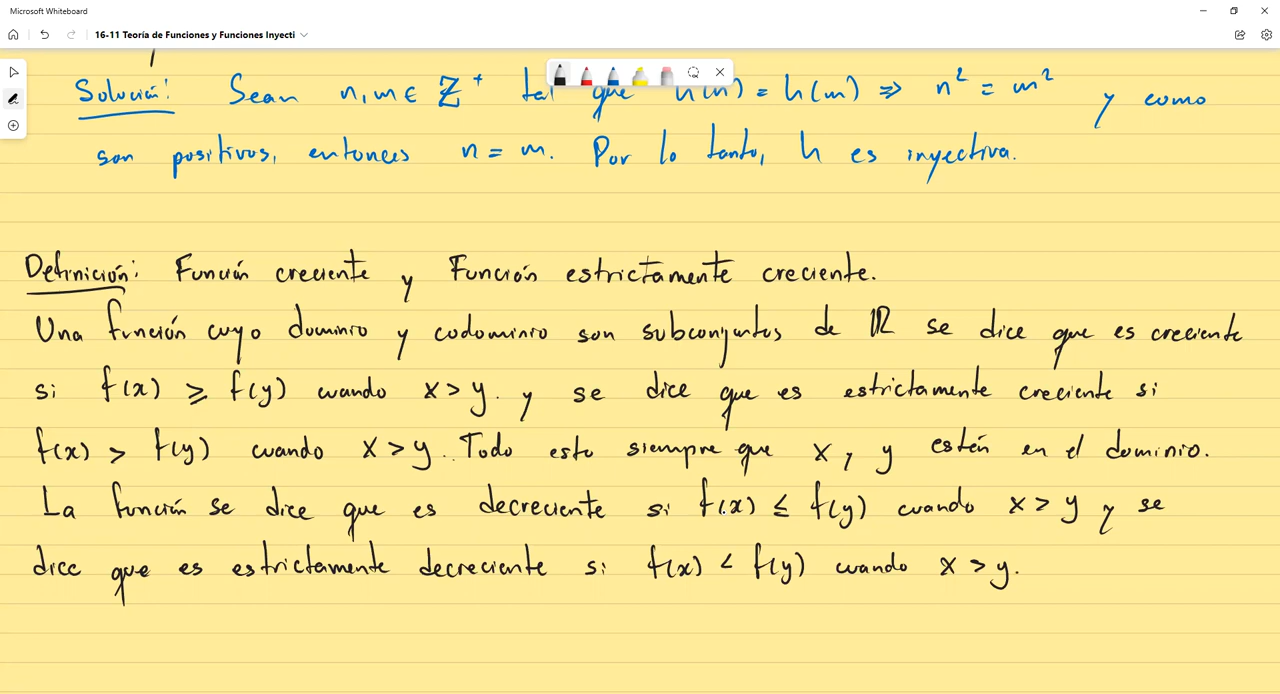 Microsoft Whiteboard
16-11 Teoría de Funciones y Funciones Inyecti
Solución: Sean n, m ∈ ℤ⁺ tal que h(n) = h(m) ⇒ n² = m² y como
son positivos, entonces n = m. Por lo tanto, h es inyectiva.
Definición: Función creciente y Función estrictamente creciente.
Una función cuyo dominio y codominio son subconjuntos de ℝ se dice que es creciente
si f(x) ≥ f(y) cuando x > y. y se dice que es estrictamente creciente si
f(x) > f(y) cuando x > y. Todo esto siempre que x, y estén en el dominio.
La función se dice que es decreciente si f(x) ≤ f(y) cuando x > y y se
dice que es estrictamente decreciente si f(x) < f(y) cuando x > y.